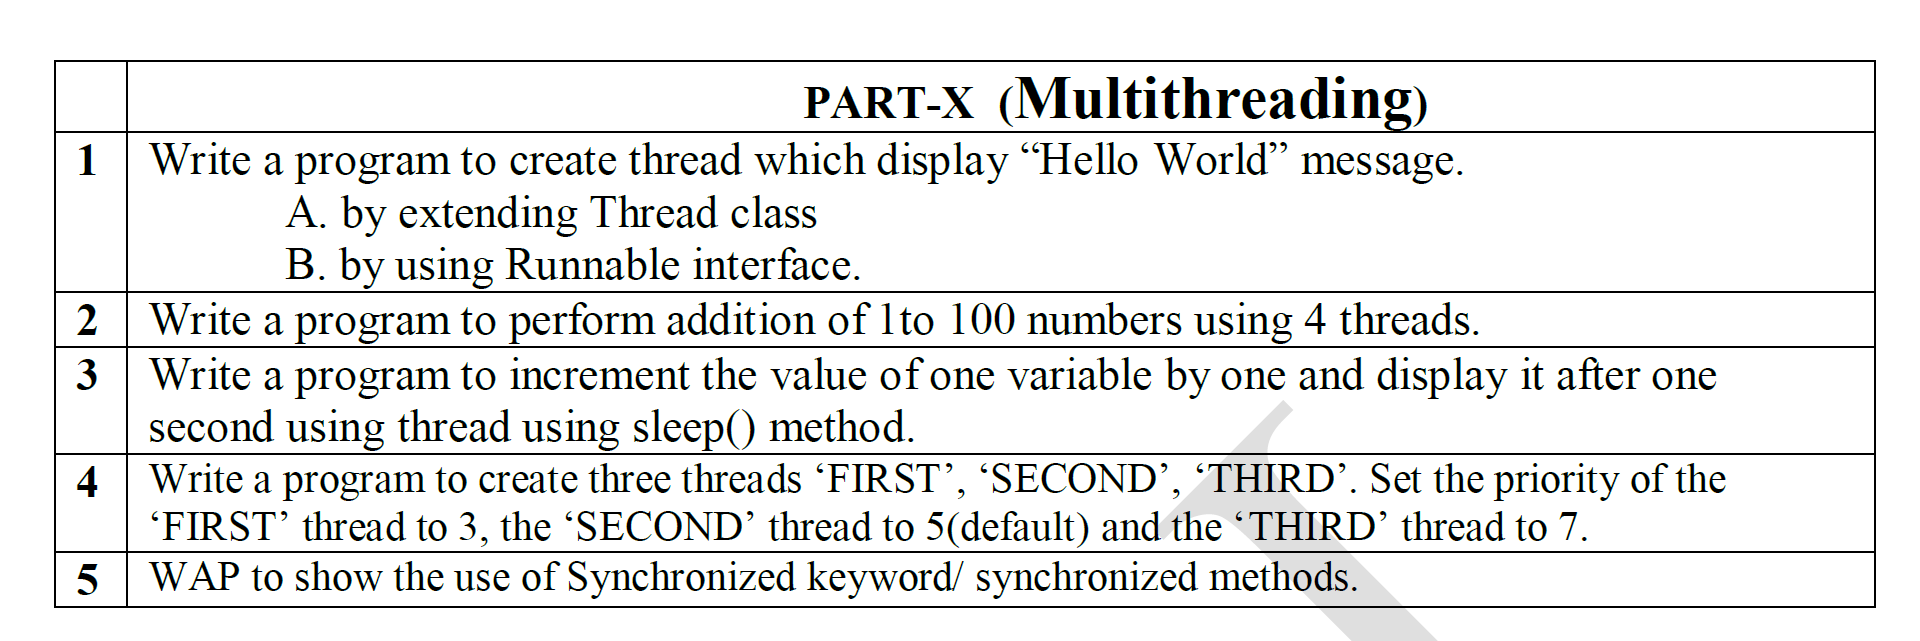 PART-X (Multithreading)
1 Write a program to create thread which display “Hello World” message.
A. by extending Thread class
B. by using Runnable interface.
2 Write a program to perform addition of 1to 100 numbers using 4 threads.
3 Write a program to increment the value of one variable by one and display it after one
second using thread using sleep() method.
4 Write a program to create three threads ‘FIRST’, ‘SECOND’, ‘THIRD’. Set the priority of the
‘FIRST’ thread to 3, the ‘SECOND’ thread to 5(default) and the ‘THIRD’ thread to 7.
5 WAP to show the use of Synchronized keyword/ synchronized methods.